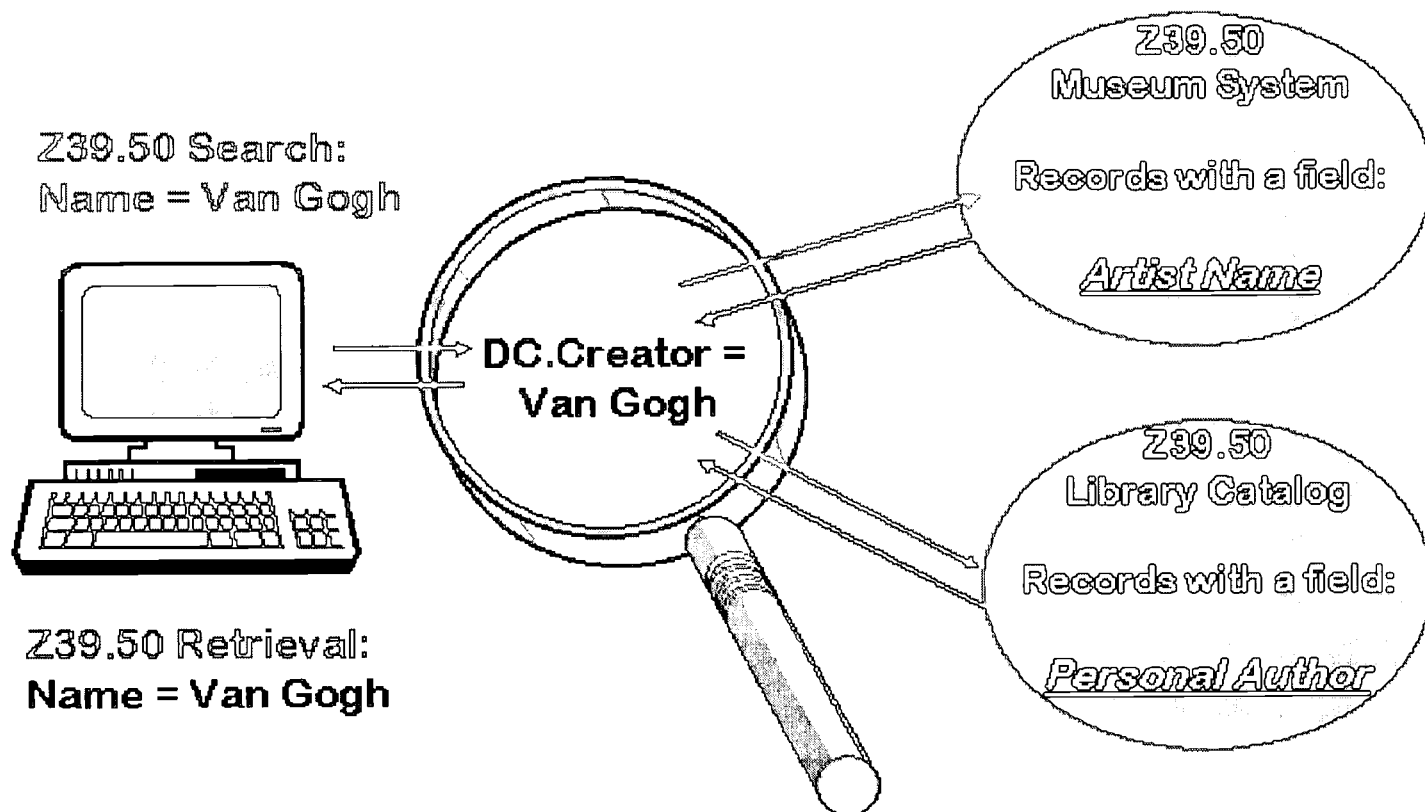 Z39.50 Search:
Name = Van Gogh
Z39.50 Retrieval:
Name = Van Gogh
DC.Creator =
Van Gogh
Z39.50
Museum System
Records with a field:
Artist Name
Z39.50
Library Catalog
Records with a field:
Personal Author